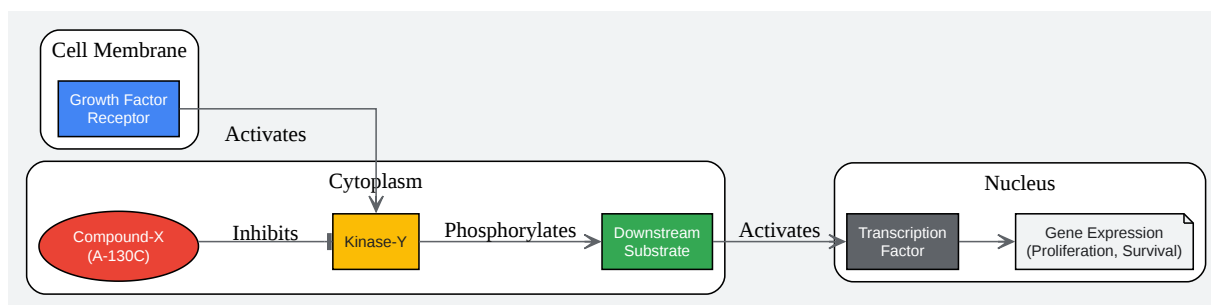 Cell Membrane
Growth Factor
Receptor
Activates
Cytoplasm
Compound-X
(A-130C)
Inhibits
Kinase-Y
Phosphorylates
Downstream
Substrate
Activates
Nucleus
Transcription
Factor
Gene Expression
(Proliferation, Survival)